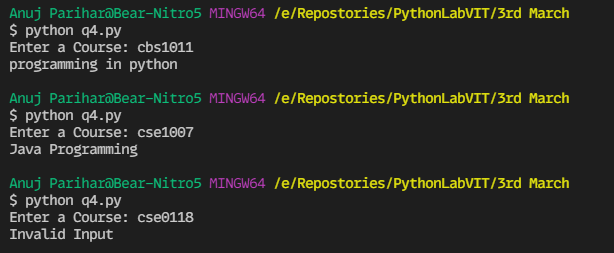 Anuj Parihar@Bear-Nitro5 MINGW64 /e/Repostories/PythonLabVIT/3rd March
$ python q4.py
Enter a Course: cbs1011
programming in python
Anuj Parihar@Bear-Nitro5 MINGW64 /e/Repostories/PythonLabVIT/3rd March
$ python q4.py
Enter a Course: cse1007
Java Programming
Anuj Parihar@Bear-Nitro5 MINGW64 /e/Repostories/PythonLabVIT/3rd March
$ python q4.py
Enter a Course: cse0118
Invalid Input